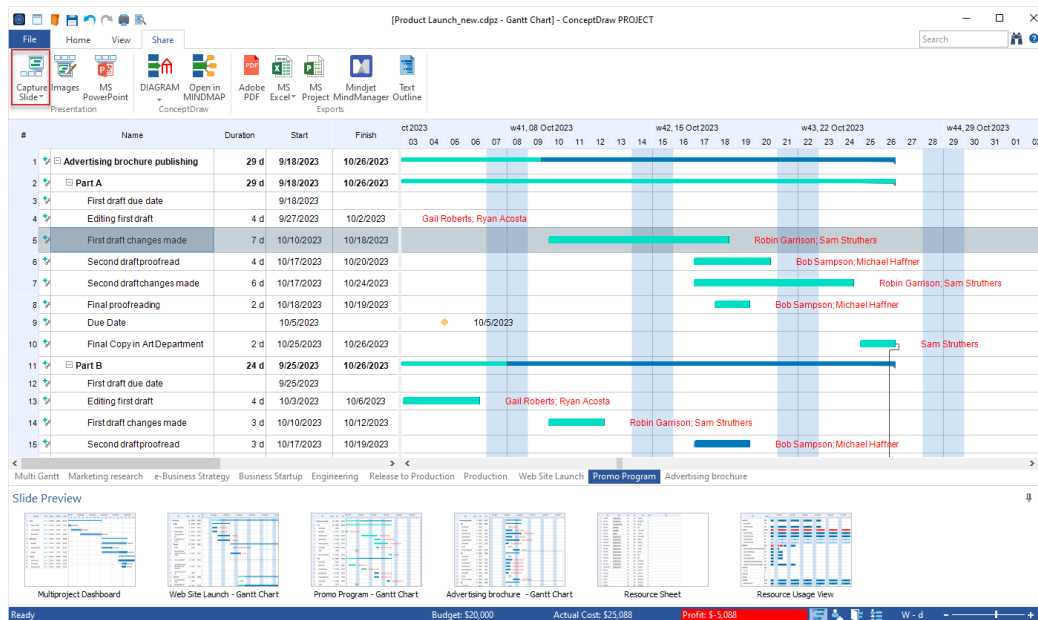 [Product Launch_new.cdpz - Gantt Chart] - ConceptDraw PROJECT
File Home View Share Search
Capture Slide Images MS PowerPoint DIAGRAM Open in MINDMAP Adobe PDF MS Excel MS Project Mindjet MindManager Text Outline
Presentation ConceptDraw Exports
# Name Duration Start Finish
ct 2023 w41, 08 Oct 2023 w42, 15 Oct 2023 w43, 22 Oct 2023 w44, 29 Oct 2023
03 04 05 06 07 08 09 10 11 12 13 14 15 16 17 18 19 20 21 22 23 24 25 26 27 28 29 30 31 01
1 Advertising brochure publishing 29 d 9/18/2023 10/26/2023
2 Part A 29 d 9/18/2023 10/26/2023
3 First draft due date 9/18/2023
4 Editing first draft 4 d 9/27/2023 10/2/2023 Gail Roberts; Ryan Acosta
5 First draft changes made 7 d 10/10/2023 10/18/2023 Robin Garrison; Sam Struthers
6 Second draft proofread 4 d 10/17/2023 10/20/2023 Bob Sampson; Michael Haffner
7 Second draft changes made 6 d 10/17/2023 10/24/2023 Robin Garrison; Sam Struthers
8 Final proofreading 2 d 10/18/2023 10/19/2023 Bob Sampson; Michael Haffner
9 Due Date 10/5/2023 10/5/2023
10 Final Copy in Art Department 2 d 10/25/2023 10/26/2023 Sam Struthers
11 Part B 24 d 9/25/2023 10/26/2023
12 First draft due date 9/25/2023
13 Editing first draft 4 d 10/3/2023 10/6/2023 Gail Roberts; Ryan Acosta
14 First draft changes made 3 d 10/10/2023 10/12/2023 Robin Garrison; Sam Struthers
15 Second draft proofread 3 d 10/17/2023 10/19/2023 Bob Sampson; Michael Haffner
Multi Gantt Marketing research e-Business Strategy Business Startup Engineering Release to Production Production Web Site Launch Promo Program Advertising brochure
Slide Preview
Multiproject Dashboard Web Site Launch - Gantt Chart Promo Program - Gantt Chart Advertising brochure - Gantt Chart Resource Sheet Resource Usage View
Ready Budget: $20,000 Actual Cost: $25,088 Profit: $-5,088 W - d